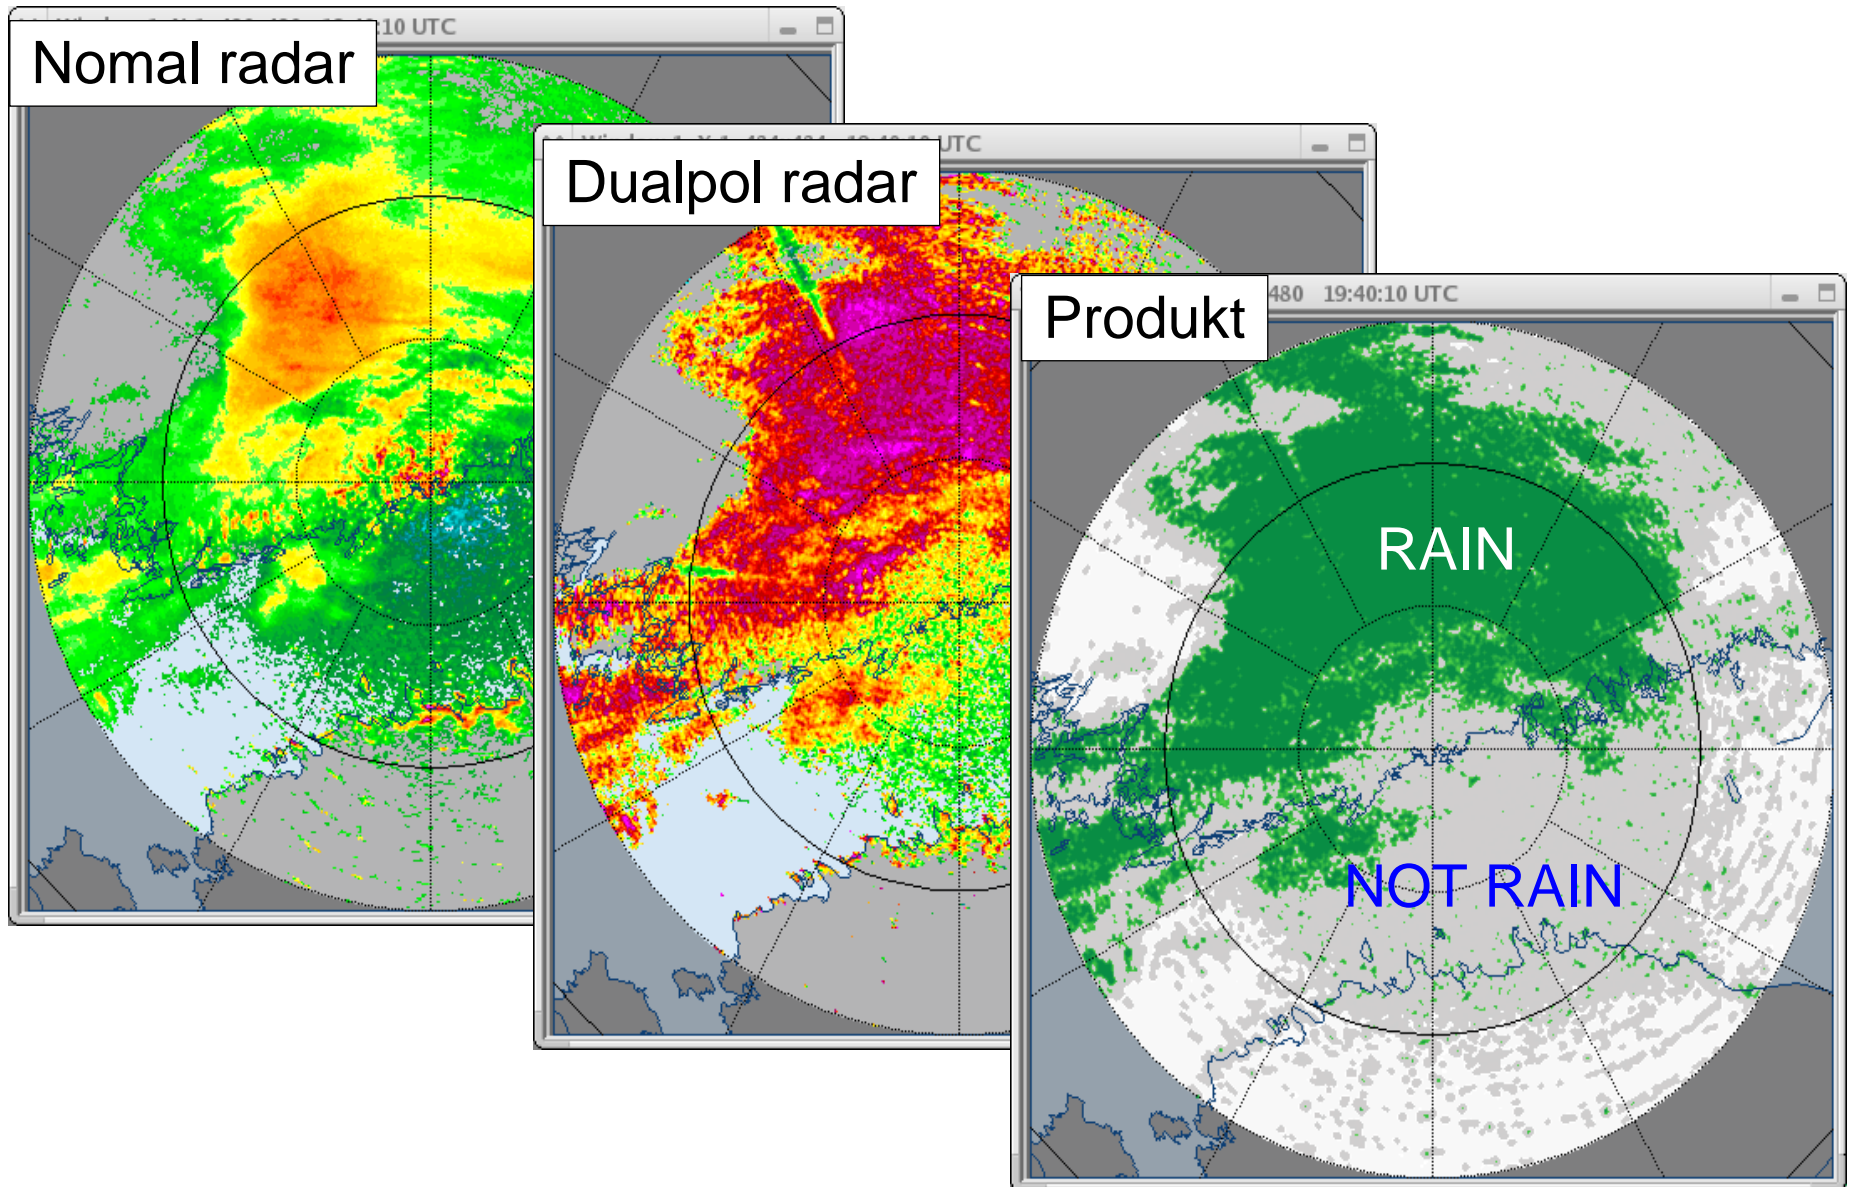 :10 UTC
Nomal radar
UTC
Dualpol radar
480 19:40:10 UTC
Produkt
RAIN
NOT RAIN